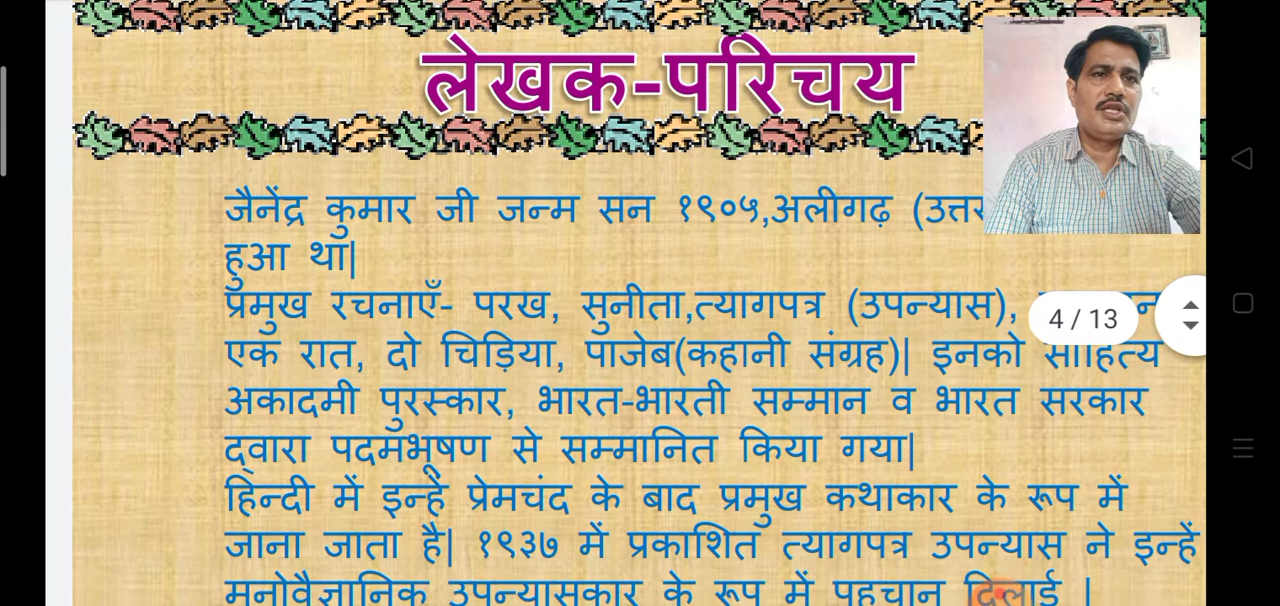 लेखक-परिचय
जैनेंद्र कुमार जी जन्म सन १९०५,अलीगढ़
हुआ था|
प्रमुख रचनाएँ- परख, सुनीता,त्यागपत्र (उपन्यास),
4 / 13
एक रात, दो चिड़िया, पाजेब(कहानी संग्रह)| इनको साहित्य
अकादमी पुरस्कार, भारत-भारती सम्मान व भारत सरकार
द्वारा पदमभूषण से सम्मानित किया गया|
हिन्दी में इन्हें प्रेमचंद के बाद प्रमुख कथाकार के रूप में
जाना जाता है| १९३७ में प्रकाशित त्यागपत्र उपन्यास ने इन्हें
मनोवैज्ञानिक उपन्यासकार के रूप में पहचान दिलाई |